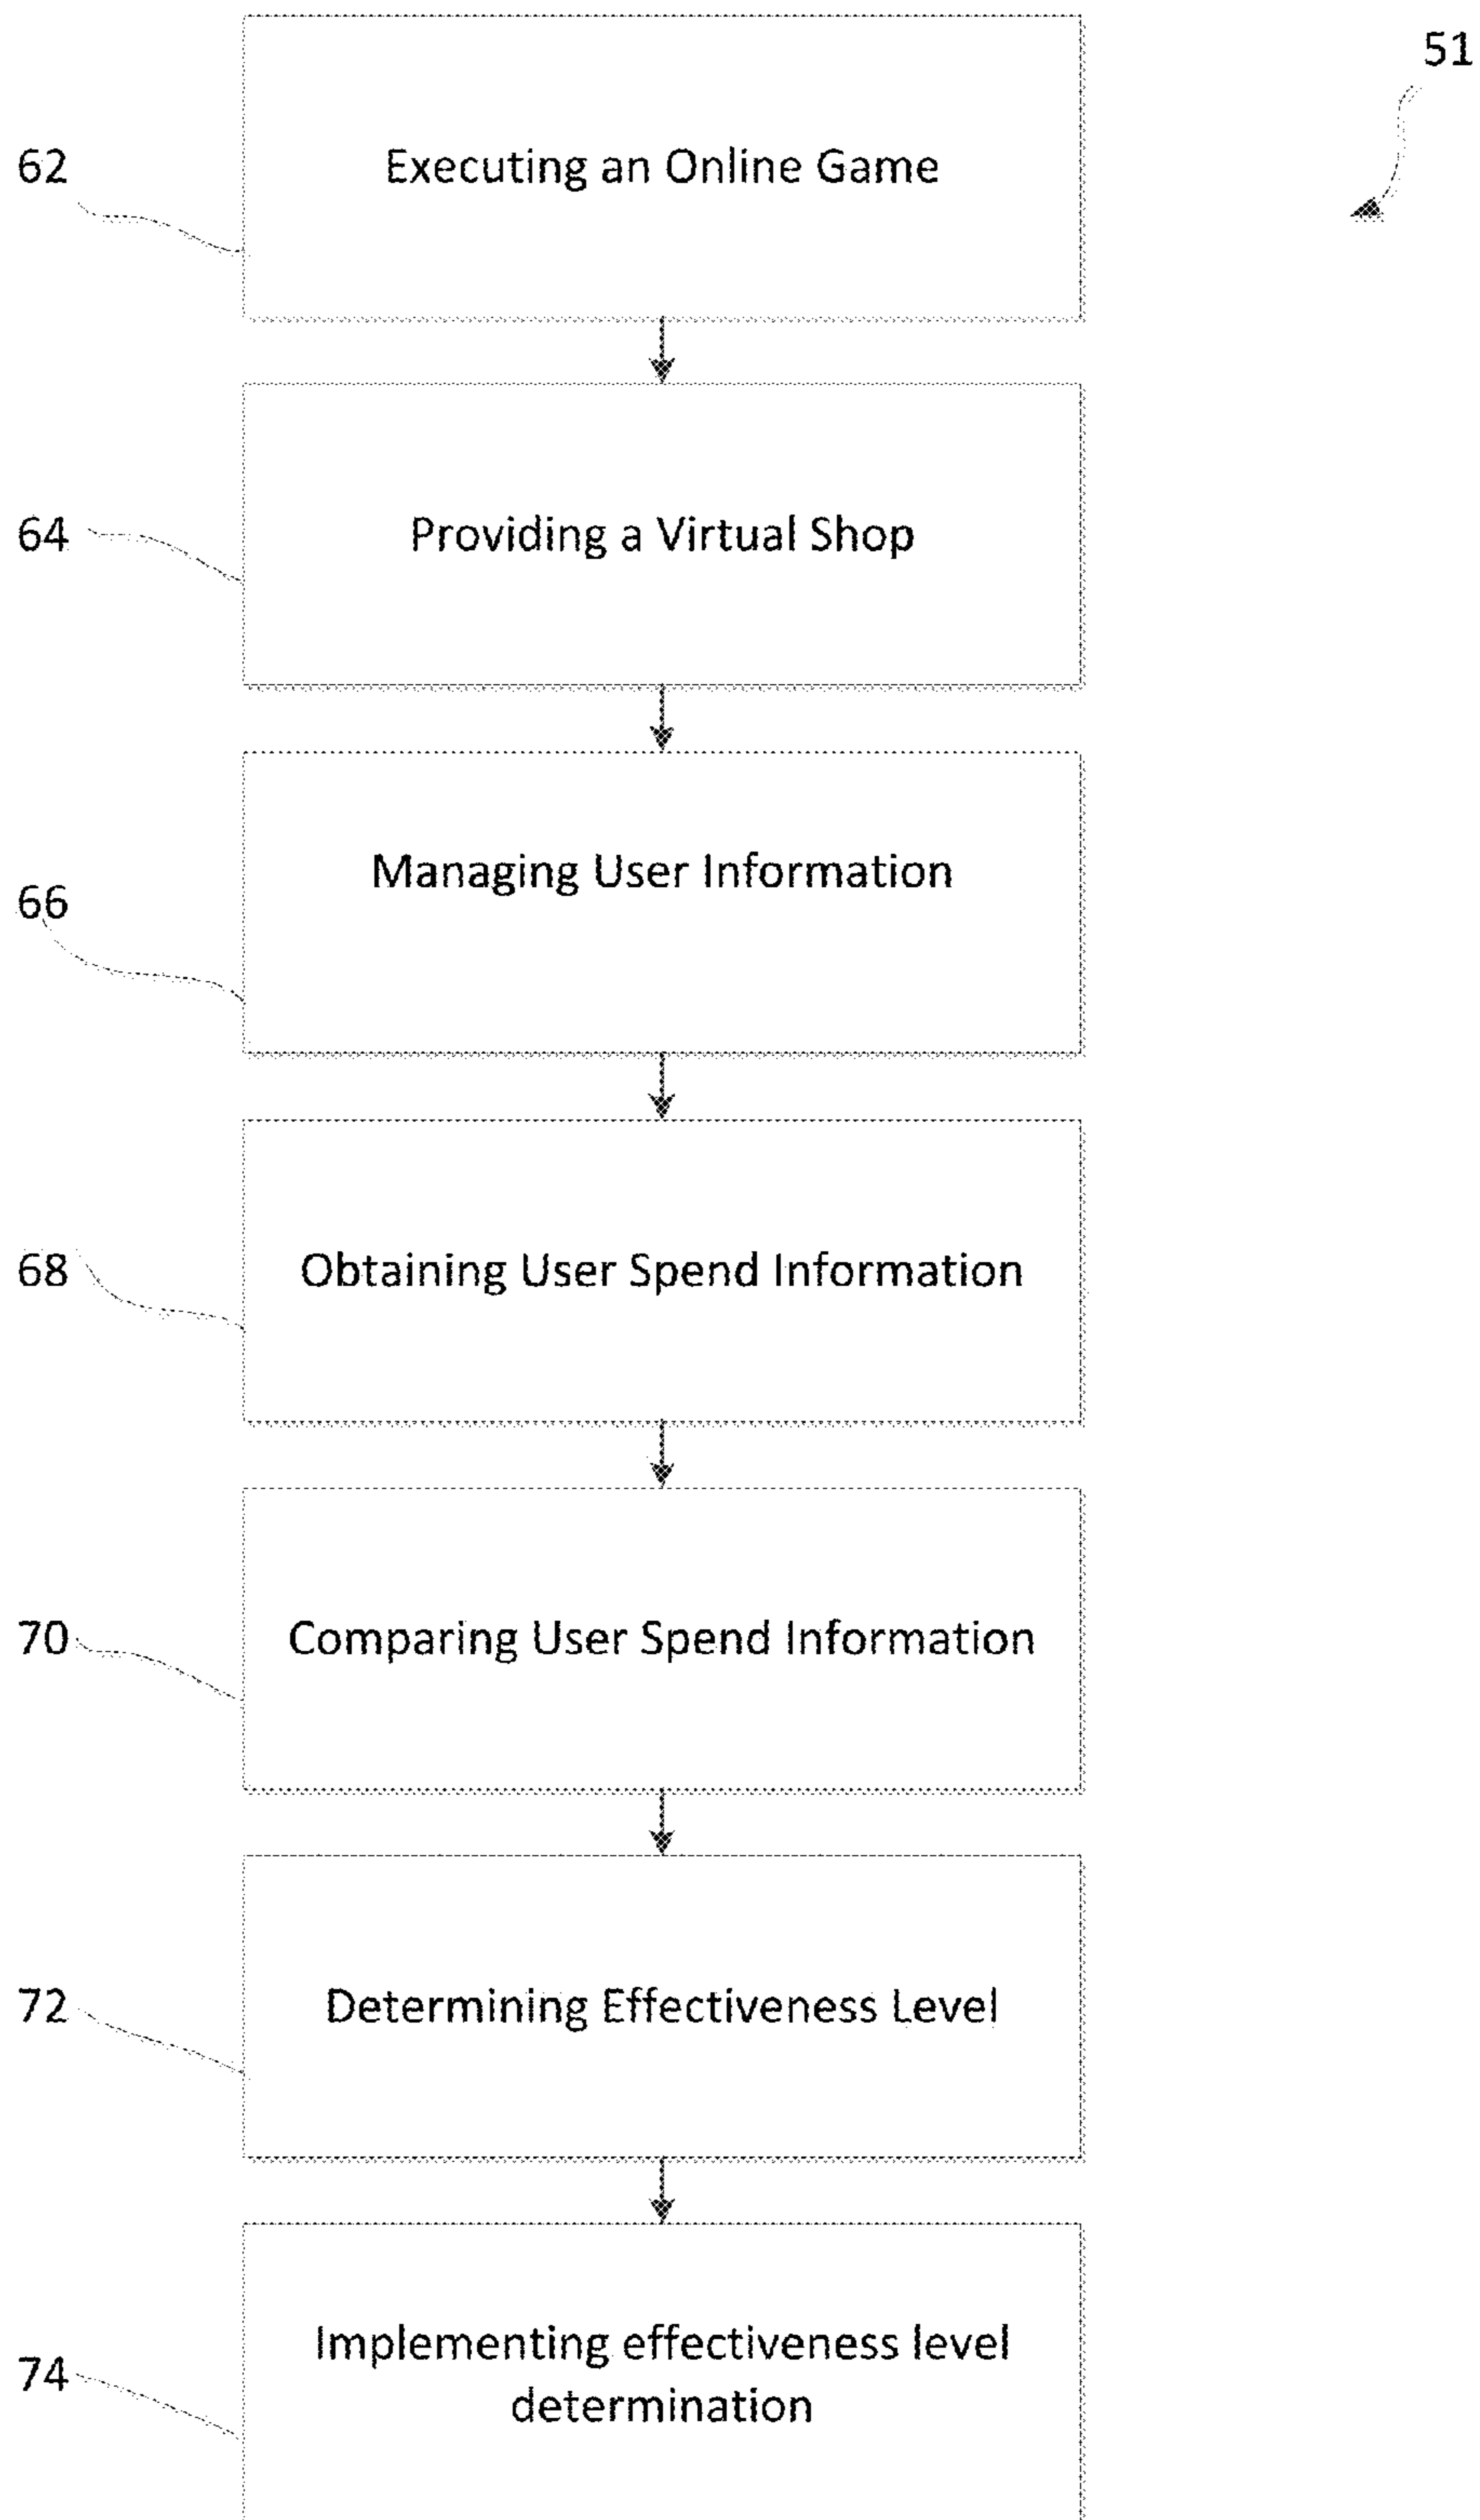 51
62
Executing an Online Game
64
Providing a Virtual Shop
66
Managing User Information
68
Obtaining User Spend Information
70
Comparing User Spend Information
72
Determining Effectiveness Level
74
Implementing effectiveness level
determination